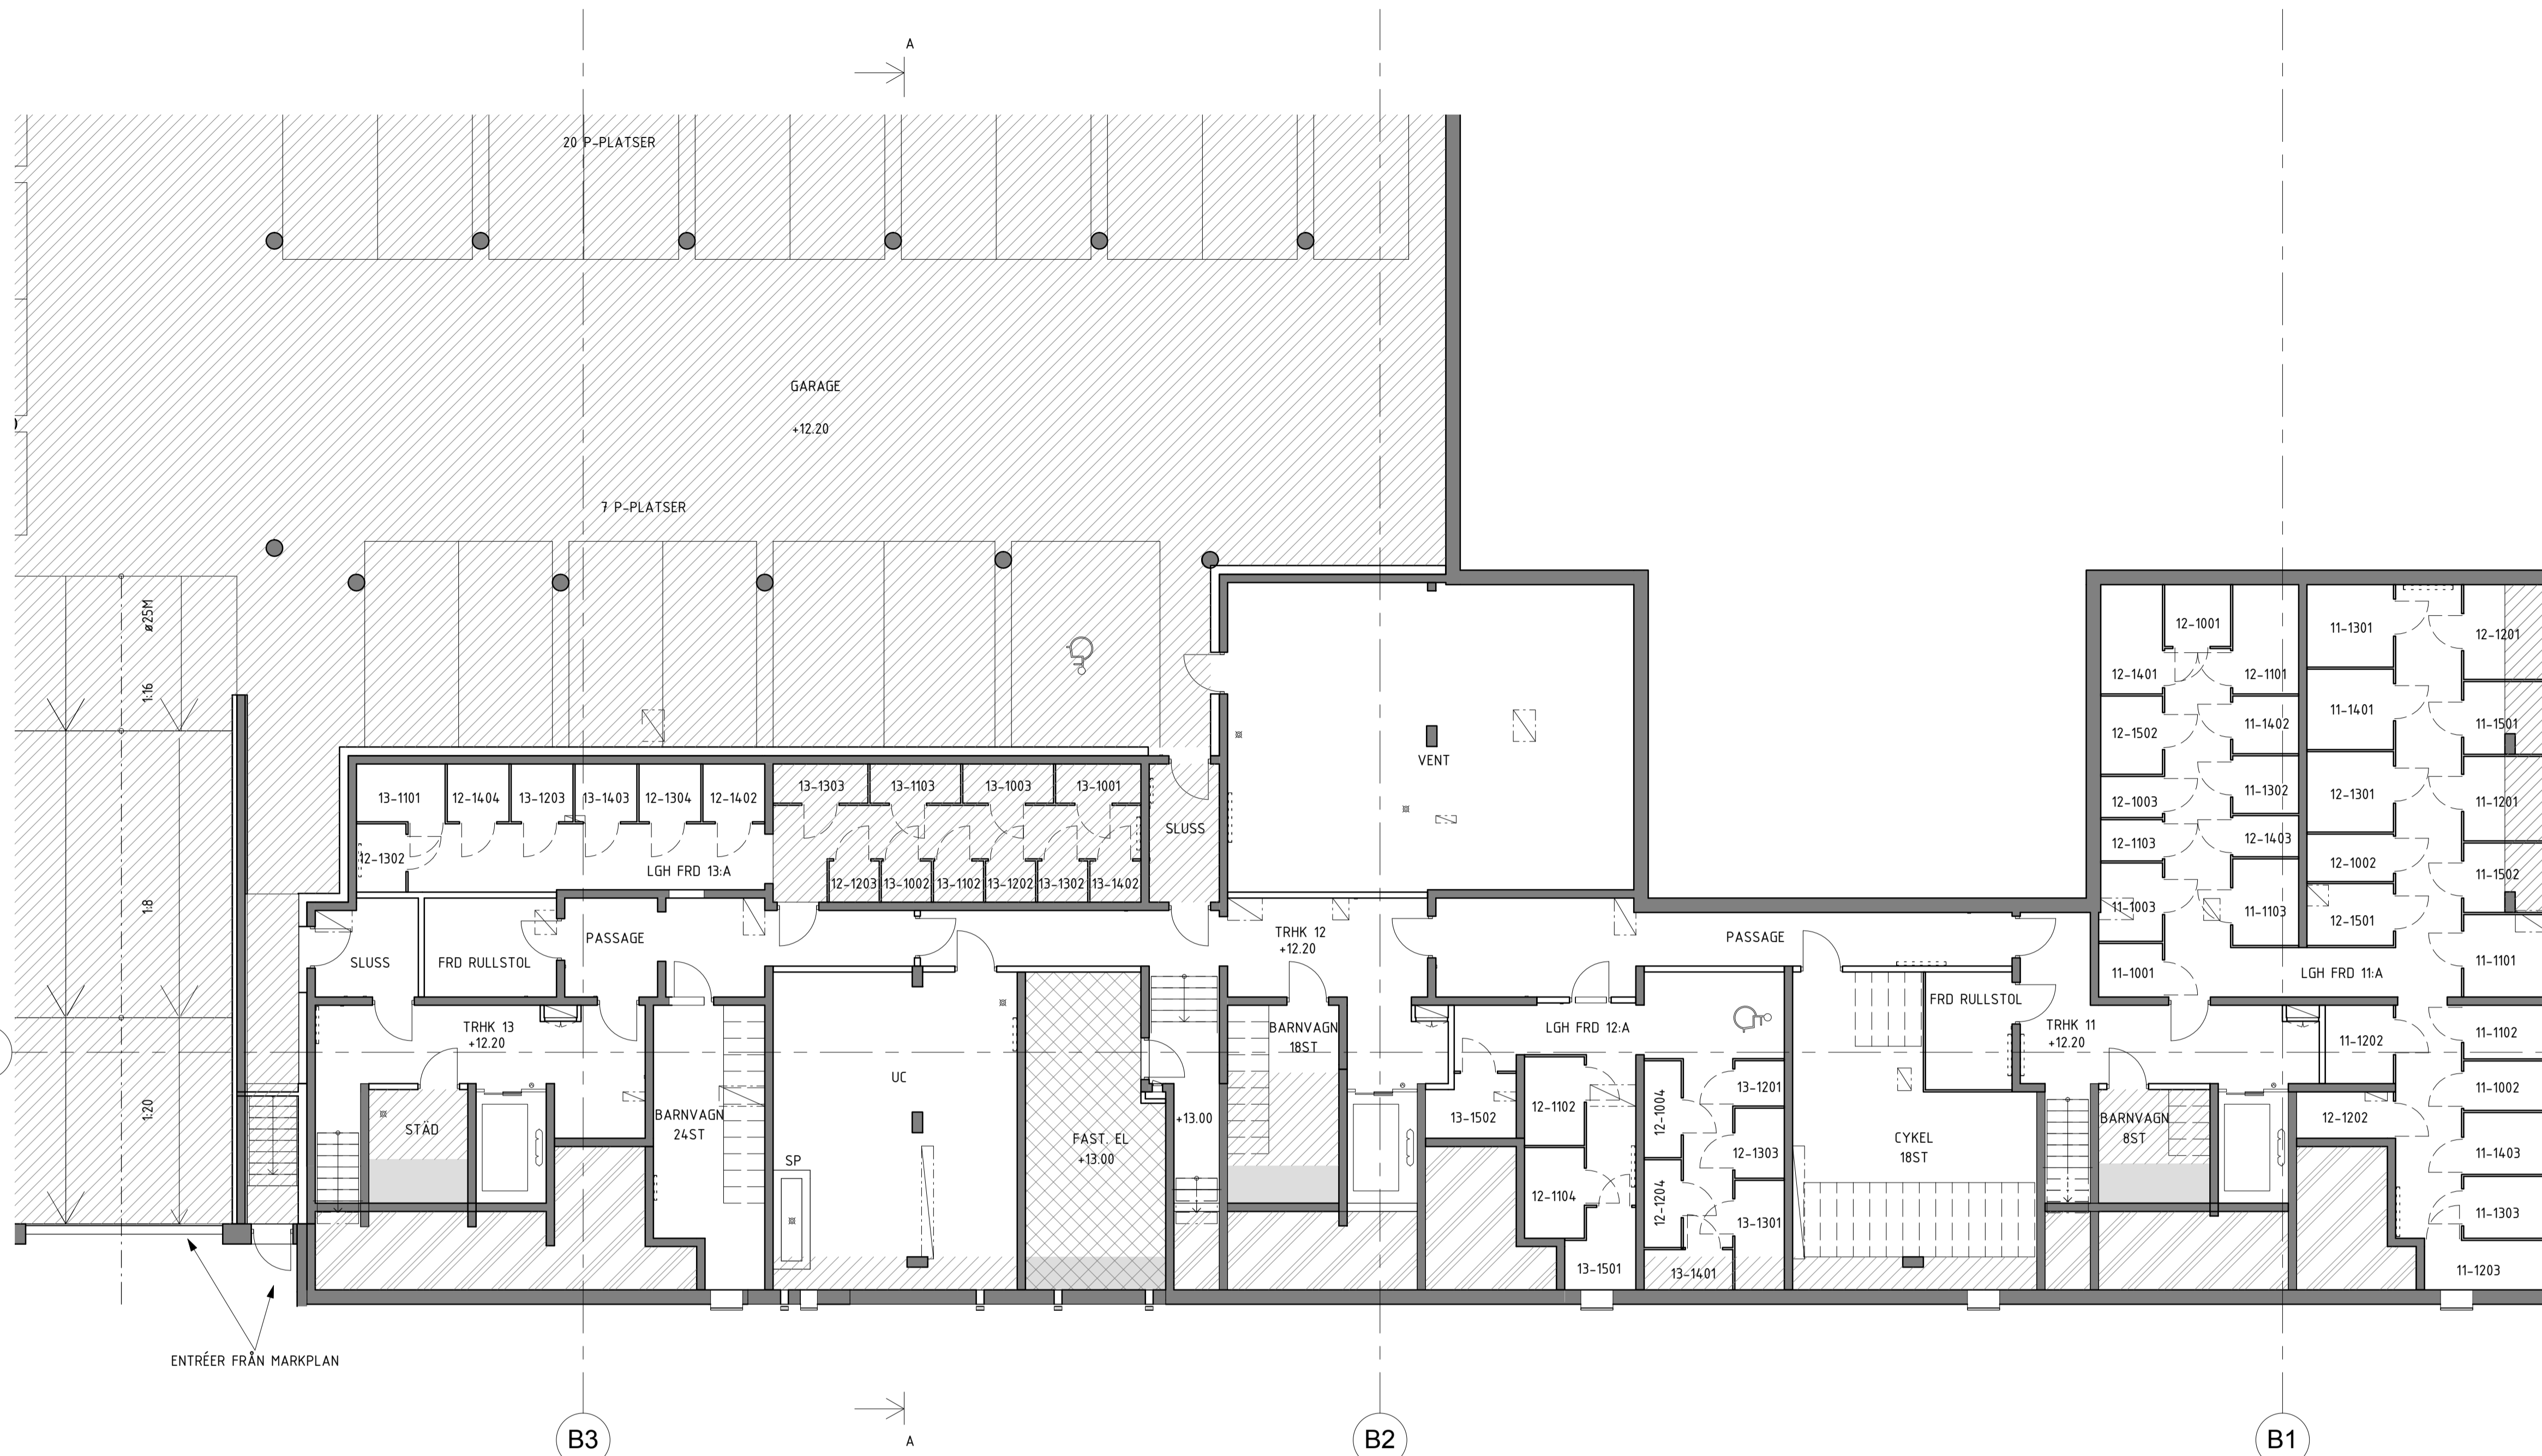 A
20 P-PLATSER
GARAGE
+12.20
7 P-PLATSER
ø25M
1:16
1:8
1:20
13-1101
12-1404
13-1203
13-1403
12-1304
12-1402
12-1302
LGH FRD 13:A
13-1303
13-1103
13-1003
13-1001
12-1203
13-1002
13-1102
13-1202
13-1302
13-1402
SLUSS
VENT
SLUSS
FRD RULLSTOL
PASSAGE
TRHK 13
+12.20
STÄD
BARNVAGN
24ST
UC
SP
FAST. EL
+13.00
+13.00
TRHK 12
+12.20
BARNVAGN
18ST
PASSAGE
LGH FRD 12:A
13-1502
12-1102
12-1104
13-1501
12-1004
12-1204
13-1201
12-1303
13-1301
13-1401
CYKEL
18ST
FRD RULLSTOL
TRHK 11
+12.20
BARNVAGN
8ST
12-1001
12-1401
12-1101
12-1502
11-1402
12-1003
11-1302
12-1103
12-1403
11-1003
11-1103
11-1001
LGH FRD 11:A
11-1301
12-1201
11-1401
11-1501
12-1301
11-1201
12-1002
11-1502
12-1501
11-1101
11-1202
11-1102
11-1002
12-1202
11-1403
11-1303
11-1203
ENTRÉER FRÅN MARKPLAN
B3
A
B2
B1